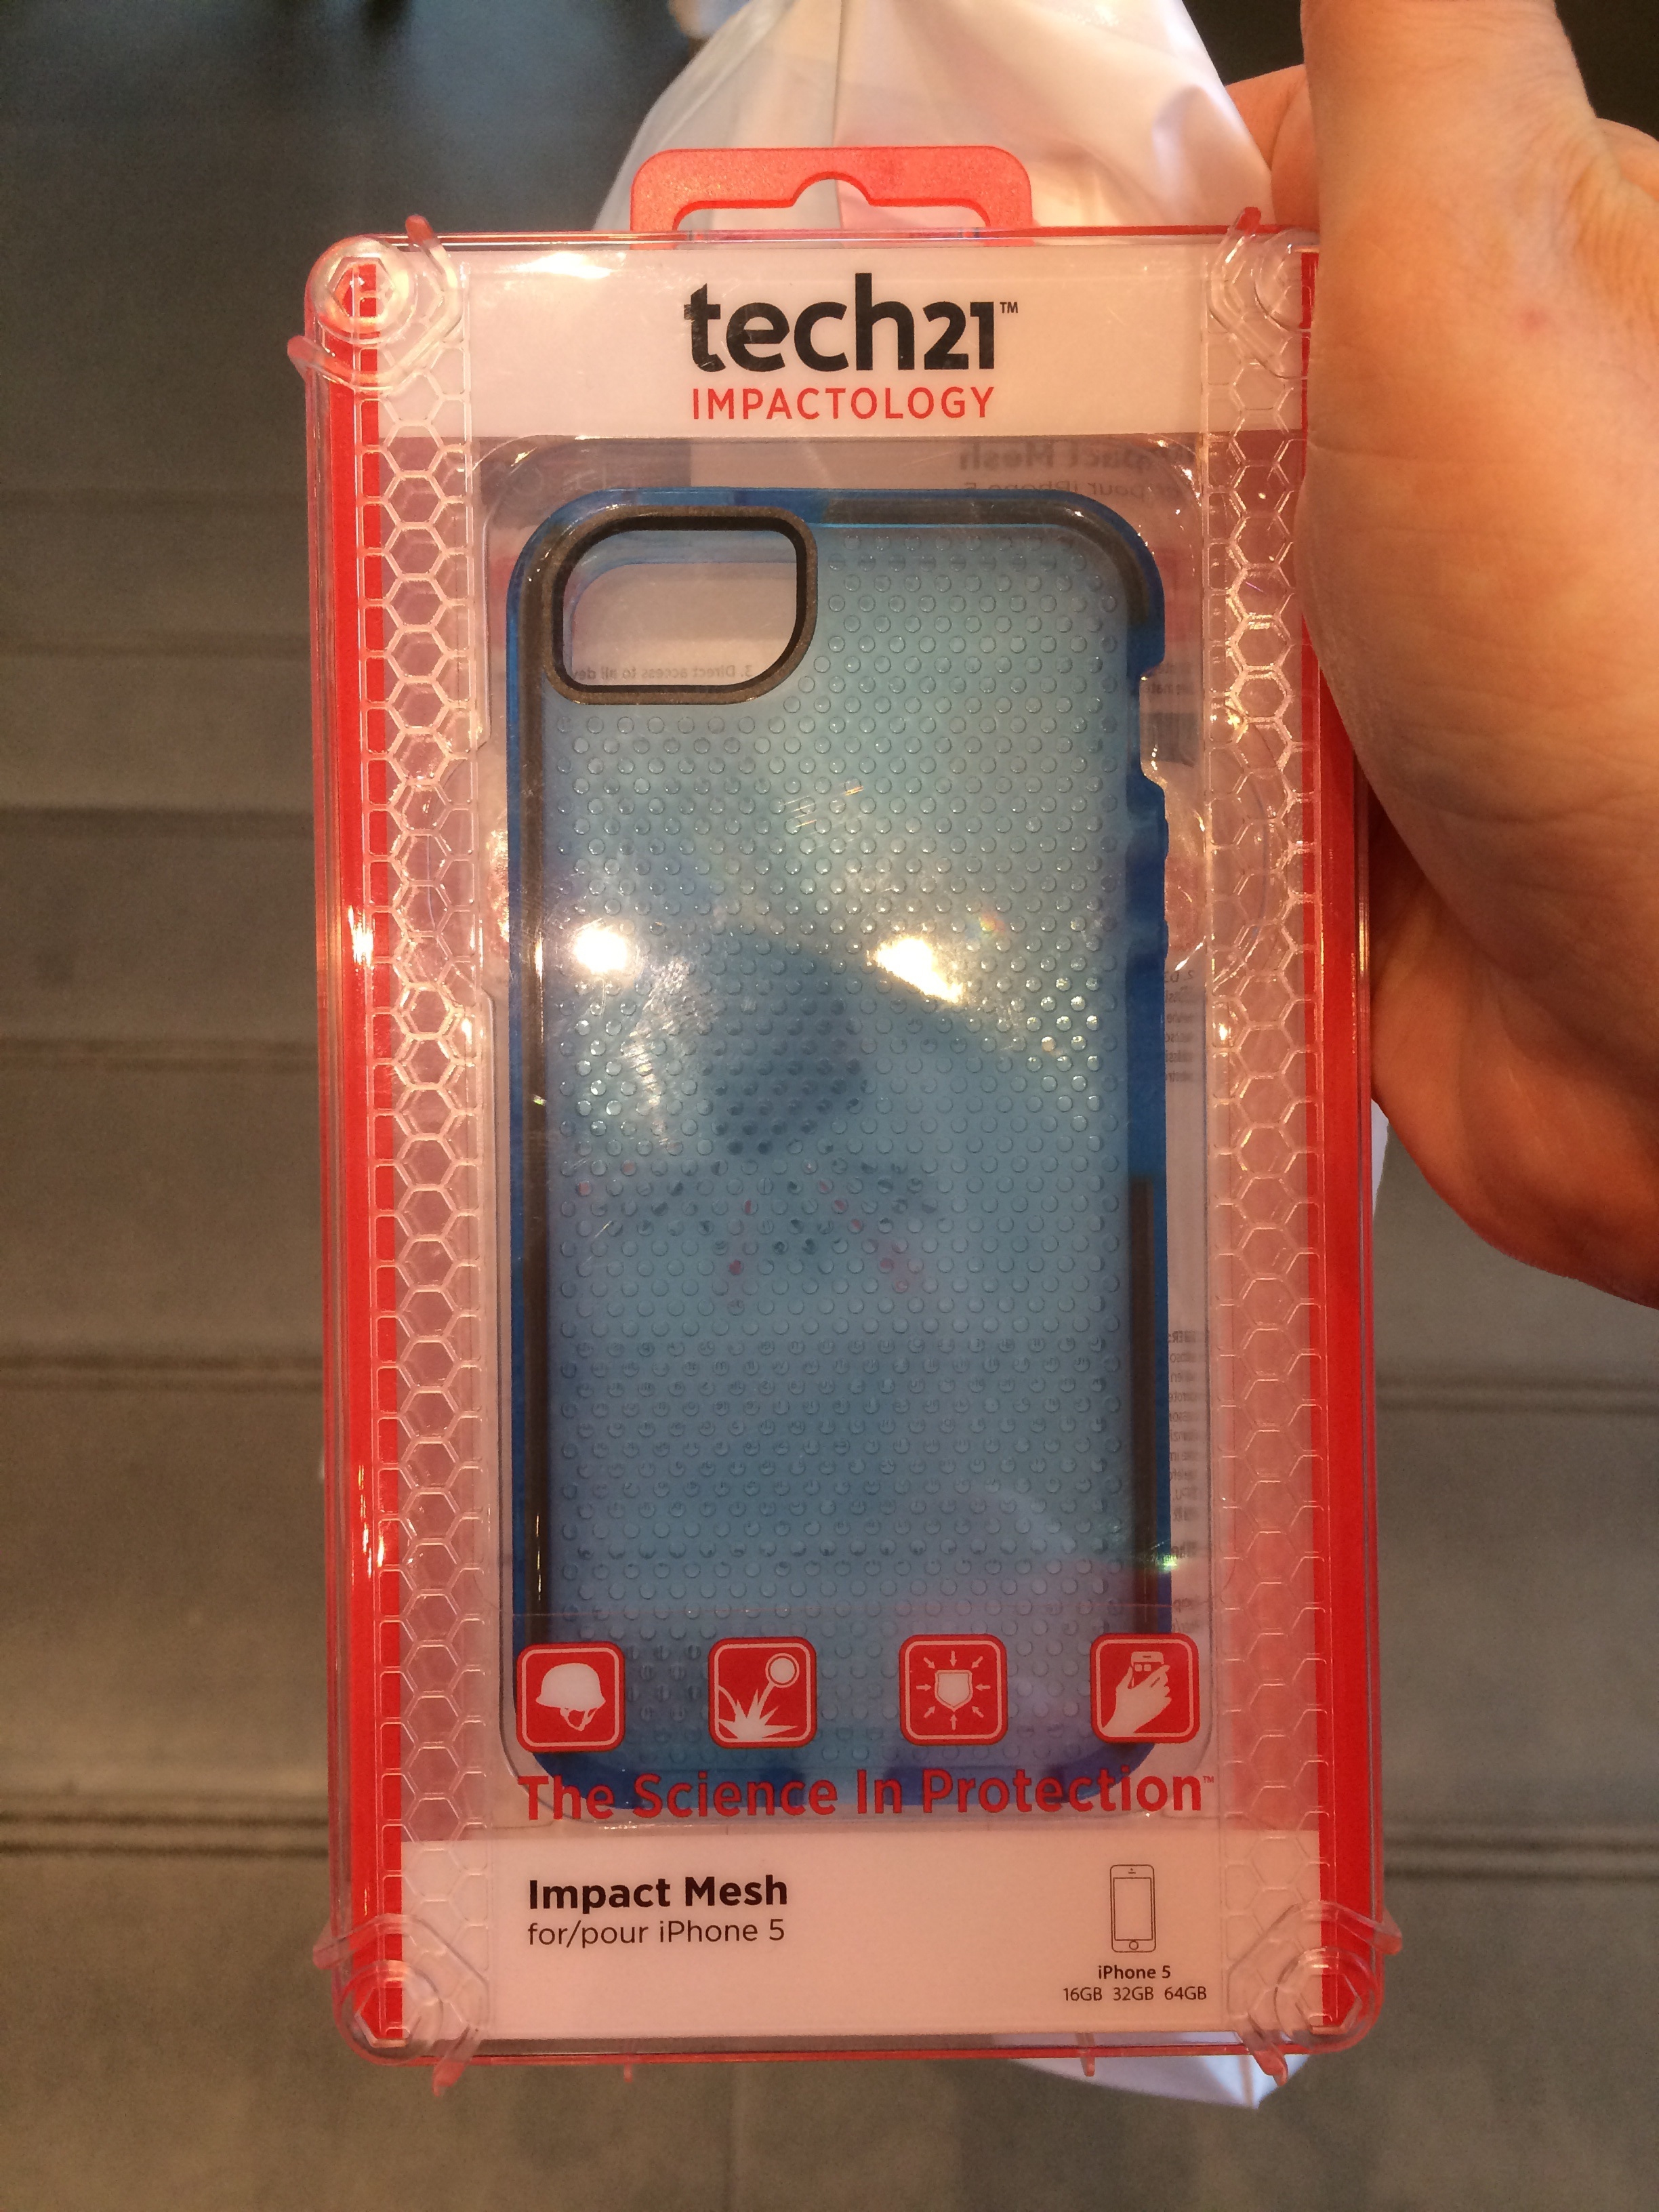 tech21™
IMPACTOLOGY
The Science In Protection™
Impact Mesh
for/pour iPhone 5
iPhone 5
16GB 32GB 64GB